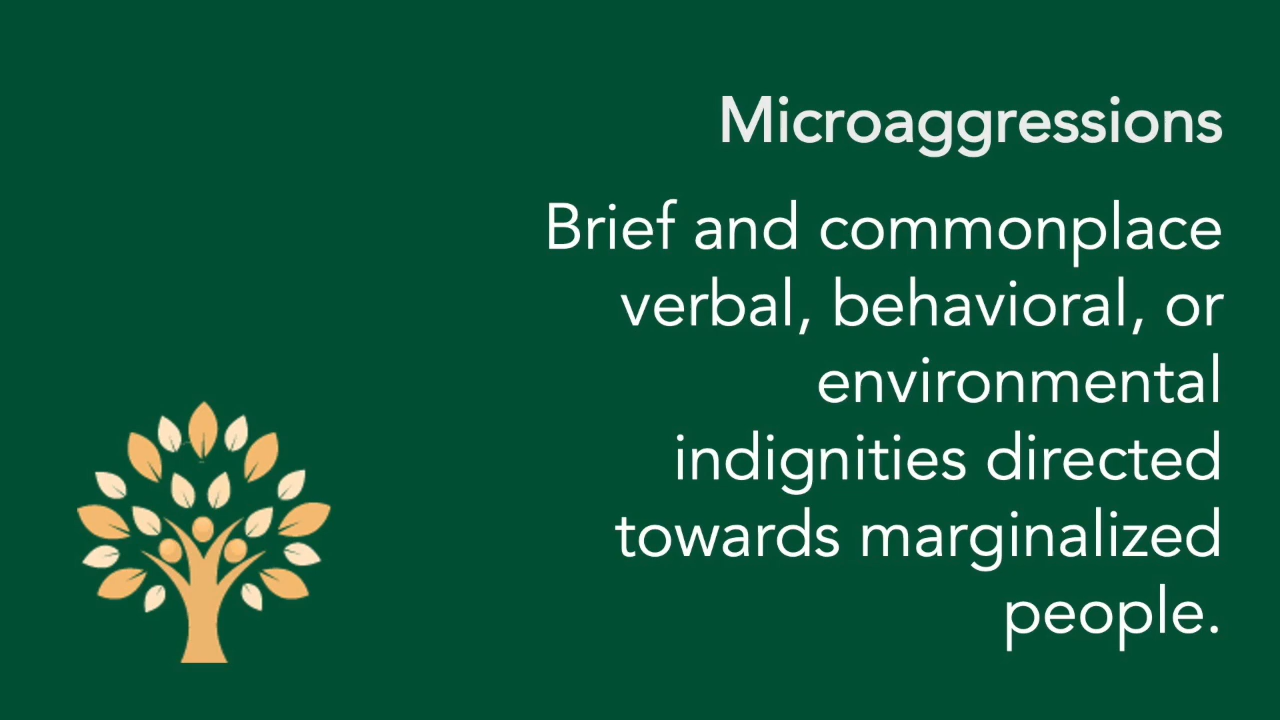 Microaggressions
Brief and commonplace
verbal, behavioral, or
environmental
indignities directed
towards marginalized
people.